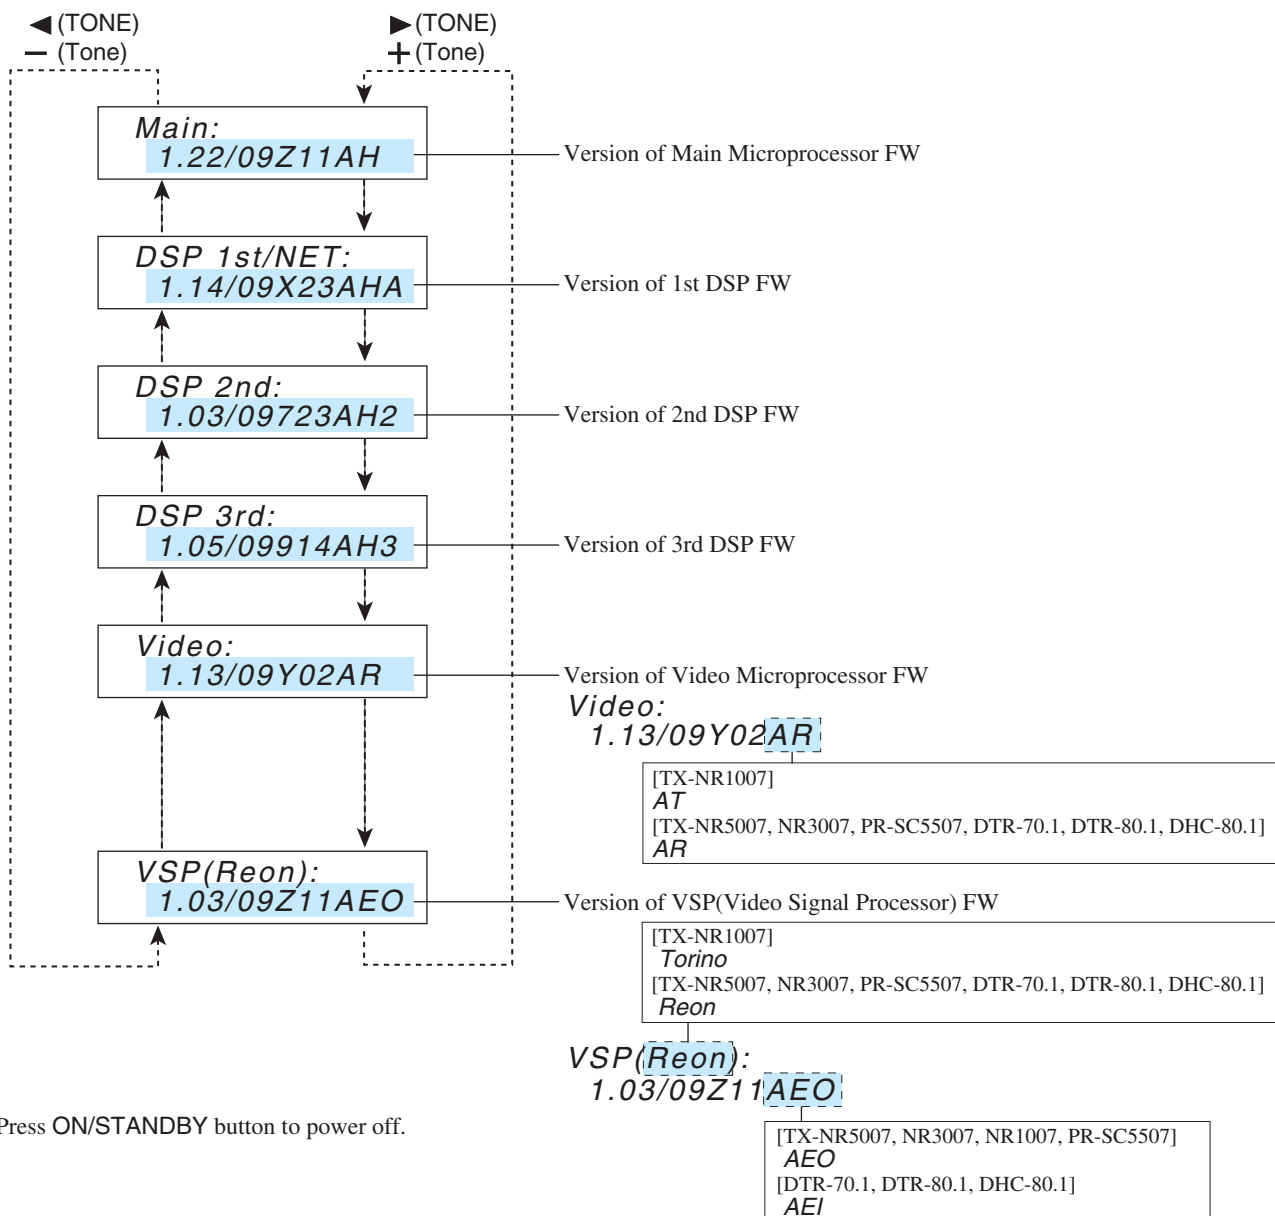 ◀ (TONE)
− (Tone)
▶ (TONE)
+ (Tone)
Main:
1.22/09Z11AH
Version of Main Microprocessor FW
DSP 1st/NET:
1.14/09X23AHA
Version of 1st DSP FW
DSP 2nd:
1.03/09723AH2
Version of 2nd DSP FW
DSP 3rd:
1.05/09914AH3
Version of 3rd DSP FW
Video:
1.13/09Y02AR
Version of Video Microprocessor FW
Video:
1.13/09Y02AR
[TX-NR1007]
AT
[TX-NR5007, NR3007, PR-SC5507, DTR-70.1, DTR-80.1, DHC-80.1]
AR
VSP(Reon):
1.03/09Z11AEO
Version of VSP(Video Signal Processor) FW
[TX-NR1007]
Torino
[TX-NR5007, NR3007, PR-SC5507, DTR-70.1, DTR-80.1, DHC-80.1]
Reon
VSP(Reon):
1.03/09Z11AEO
[TX-NR5007, NR3007, NR1007, PR-SC5507]
AEO
[DTR-70.1, DTR-80.1, DHC-80.1]
AEI
Press ON/STANDBY button to power off.